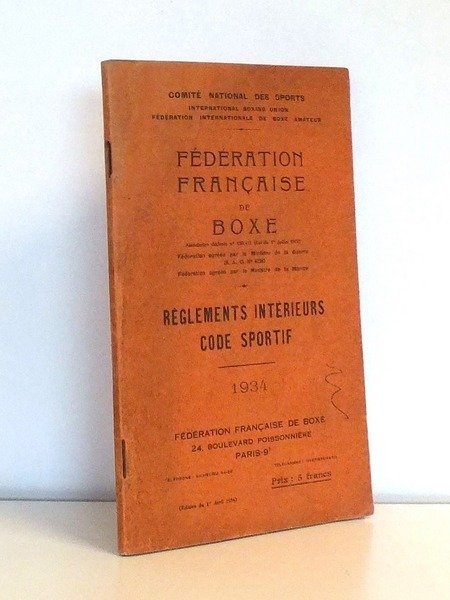 COMITÉ NATIONAL DES SPORTS
INTERNATIONAL BOXING UNION
FÉDÉRATION INTERNATIONALE DE BOXE AMATEUR
FÉDÉRATION
FRANÇAISE
DE
BOXE
Fédération agréée par le Ministre de la Guerre
Fédération agréée par le Ministre de la Marine
RÈGLEMENTS INTÉRIEURS
CODE SPORTIF
1934
FÉDÉRATION FRANÇAISE DE BOXE
24, BOULEVARD POISSONNIÈRE
PARIS-9ᵉ
Prix : 5 francs